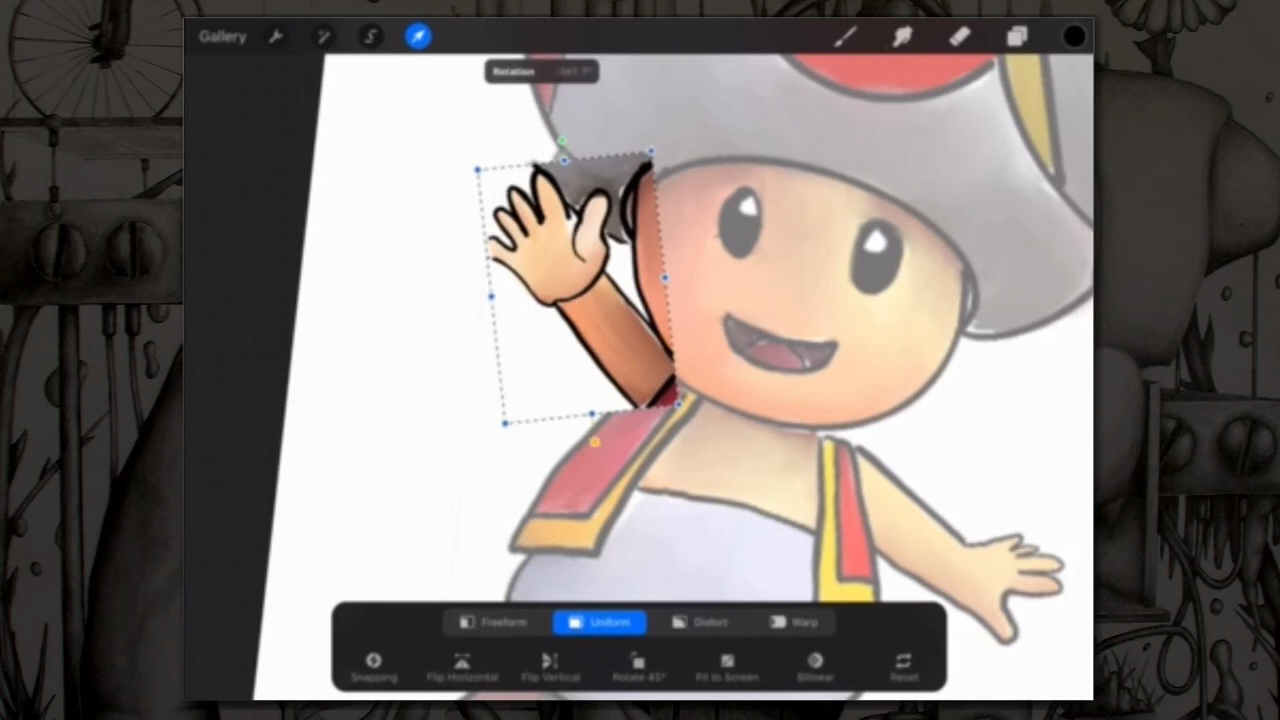 Gallery
Rotation
Freeform Uniform Distort Warp
Snapping Flip Horizontal Flip Vertical Rotate 45° Fit to Screen Bilinear Reset